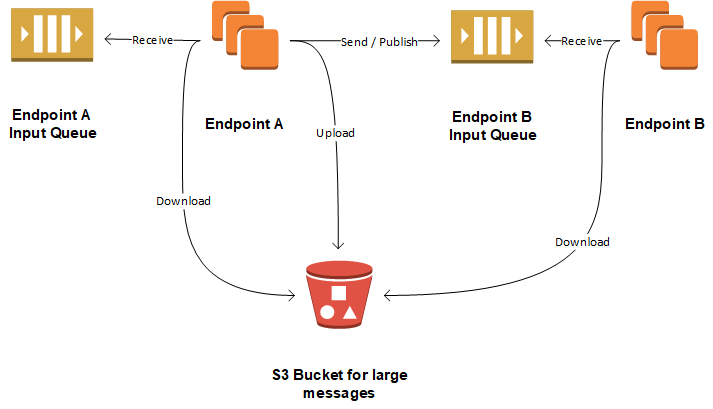 Receive
Send / Publish
Receive
Endpoint A
Input Queue
Endpoint A
Endpoint B
Input Queue
Endpoint B
Upload
Download
Download
S3 Bucket for large
messages